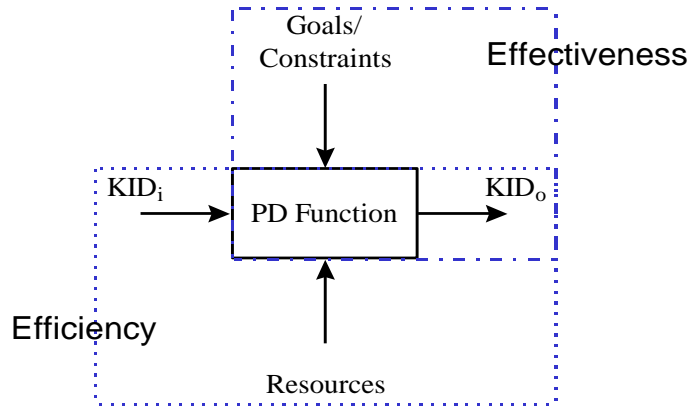 Goals/
Constraints
Effectiveness
KIDi
PD Function
KIDo
Efficiency
Resources